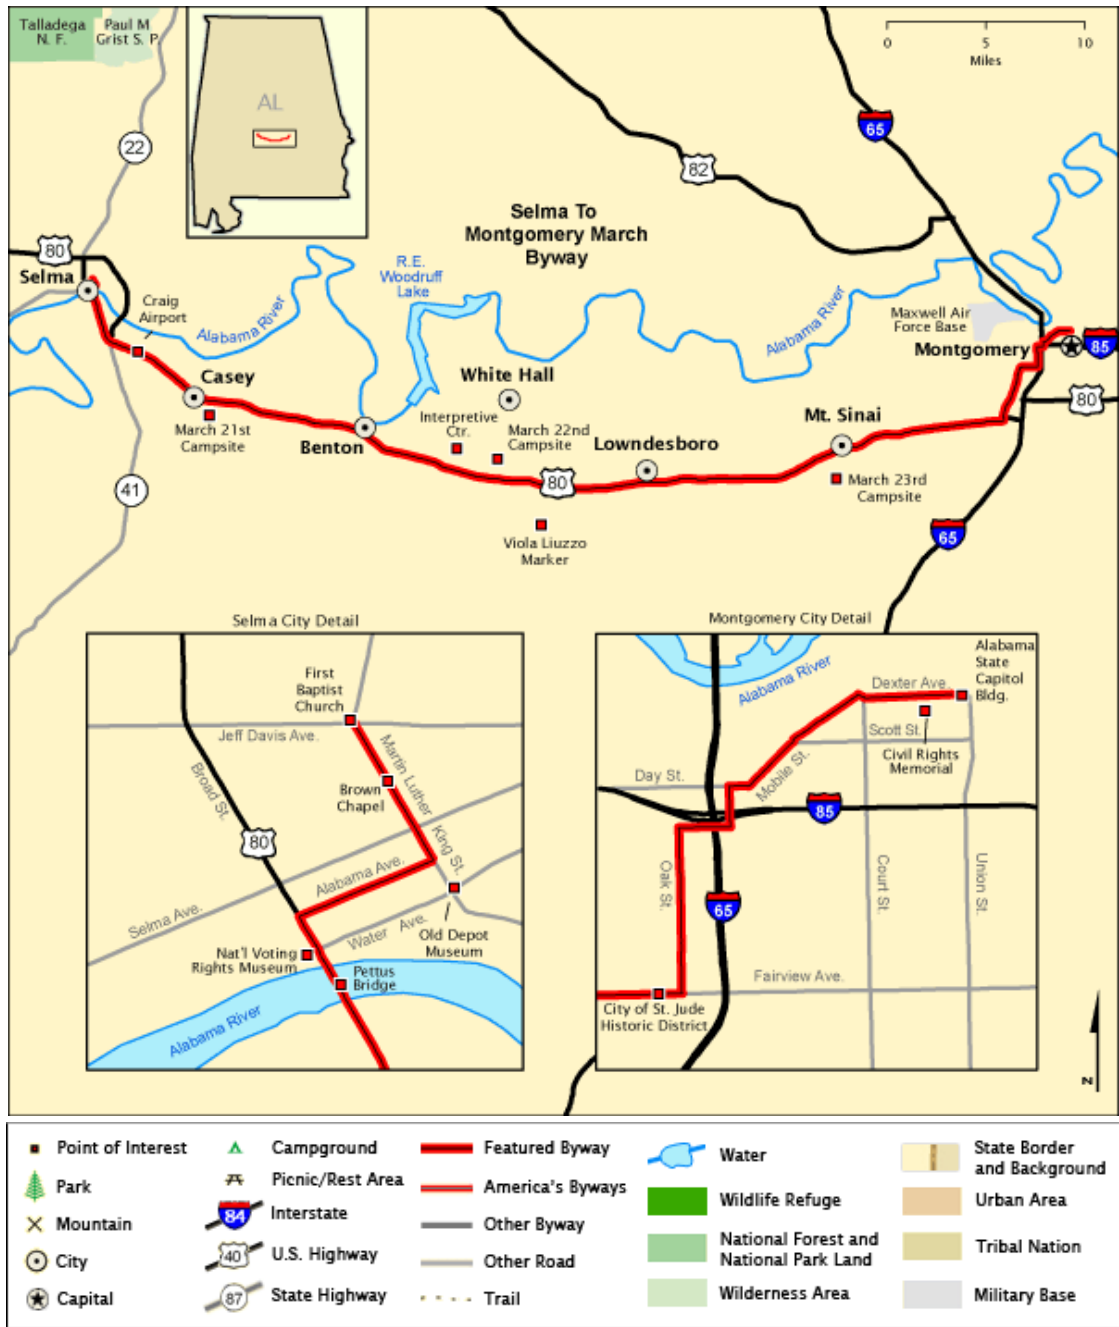 Talladega
N. F.
Paul M
Grist S. P.
AL
0 5 10
Miles
65
22
82
Selma To
Montgomery March
Byway
80
Selma
R.E.
Woodruff
Lake
Craig
Airport
Alabama River
Alabama River
Maxwell Air
Force Base
Montgomery
85
Casey
White Hall
80
March 21st
Campsite
Benton
Interpretive
Ctr.
March 22nd
Campsite
Lowndesboro
Mt. Sinai
41
80
March 23rd
Campsite
Viola Liuzzo
Marker
65
Selma City Detail
First
Baptist
Church
Jeff Davis Ave.
Martin Luther King St.
Broad St.
Brown
Chapel
80
Alabama Ave.
Selma Ave.
Water Ave.
Old Depot
Museum
Nat'l Voting
Rights Museum
Pettus
Bridge
Alabama River
Montgomery City Detail
Alabama River
Alabama
State
Capitol
Bldg.
Dexter Ave.
Scott St.
Civil Rights
Memorial
Day St.
Mobile St.
85
Oak St.
65
Court St.
Union St.
Fairview Ave.
City of St. Jude
Historic District
N
Point of Interest
Park
Mountain
City
Capital
Campground
Picnic/Rest Area
84 Interstate
40 U.S. Highway
87 State Highway
Featured Byway
America's Byways
Other Byway
Other Road
Trail
Water
Wildlife Refuge
National Forest and
National Park Land
Wilderness Area
State Border
and Background
Urban Area
Tribal Nation
Military Base